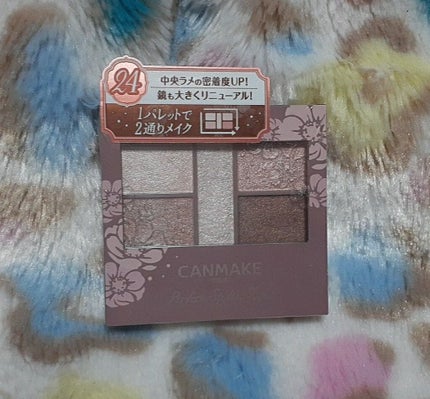 24
中央ラメの密着度UP!
鏡も大きくリニューアル!
1パレットで
2通りメイク
CANMAKE